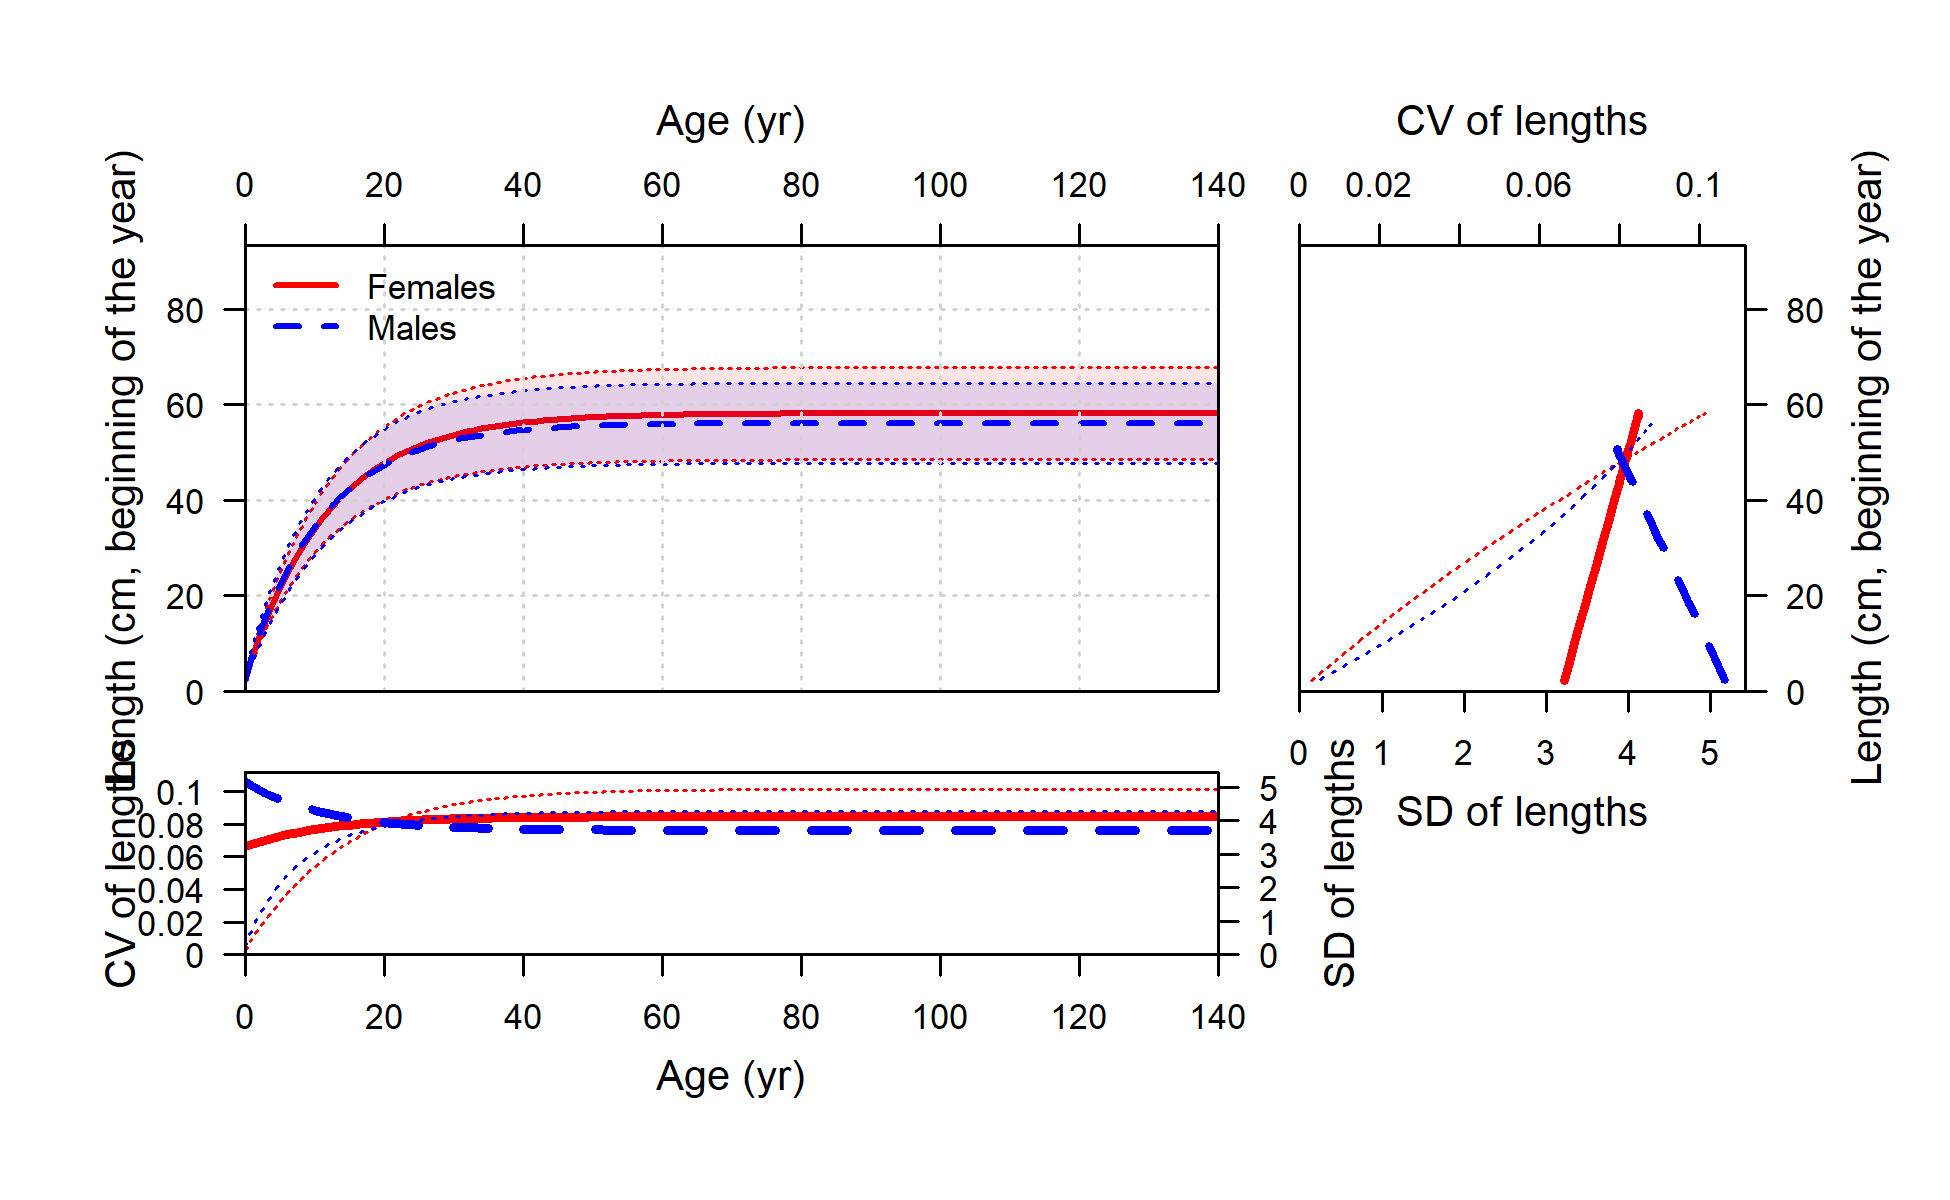 Age (yr)
CV of lengths
0 20 40 60 80 100 120 140
0 0.02 0.06 0.1
Length (cm, beginning of the year)
80
60
40
20
0
Females
Males
80
60
40
20
0
Length (cm, beginning of the year)
0 1 2 3 4 5
SD of lengths
CV of lengths
0.1
0.08
0.06
0.04
0.02
0
5
4
3
2
1
0
SD of lengths
0 20 40 60 80 100 120 140
Age (yr)